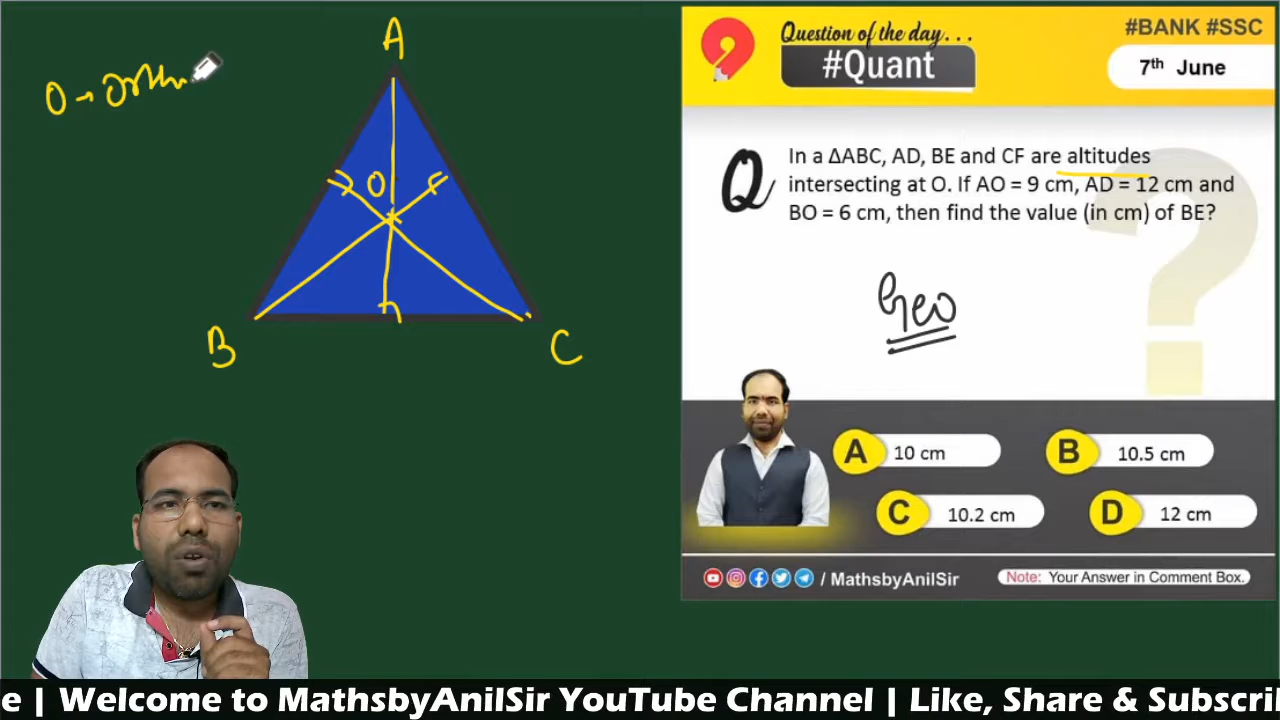 O → Ortho
A
O
B
C
Question of the day...
#Quant
#BANK #SSC
7th June
Q
In a ΔABC, AD, BE and CF are altitudes
intersecting at O. If AO = 9 cm, AD = 12 cm and
BO = 6 cm, then find the value (in cm) of BE?
?
Geo
A 10 cm
B 10.5 cm
C 10.2 cm
D 12 cm
/ MathsbyAnilSir
Note: Your Answer in Comment Box.
e | Welcome to MathsbyAnilSir YouTube Channel | Like, Share & Subscri